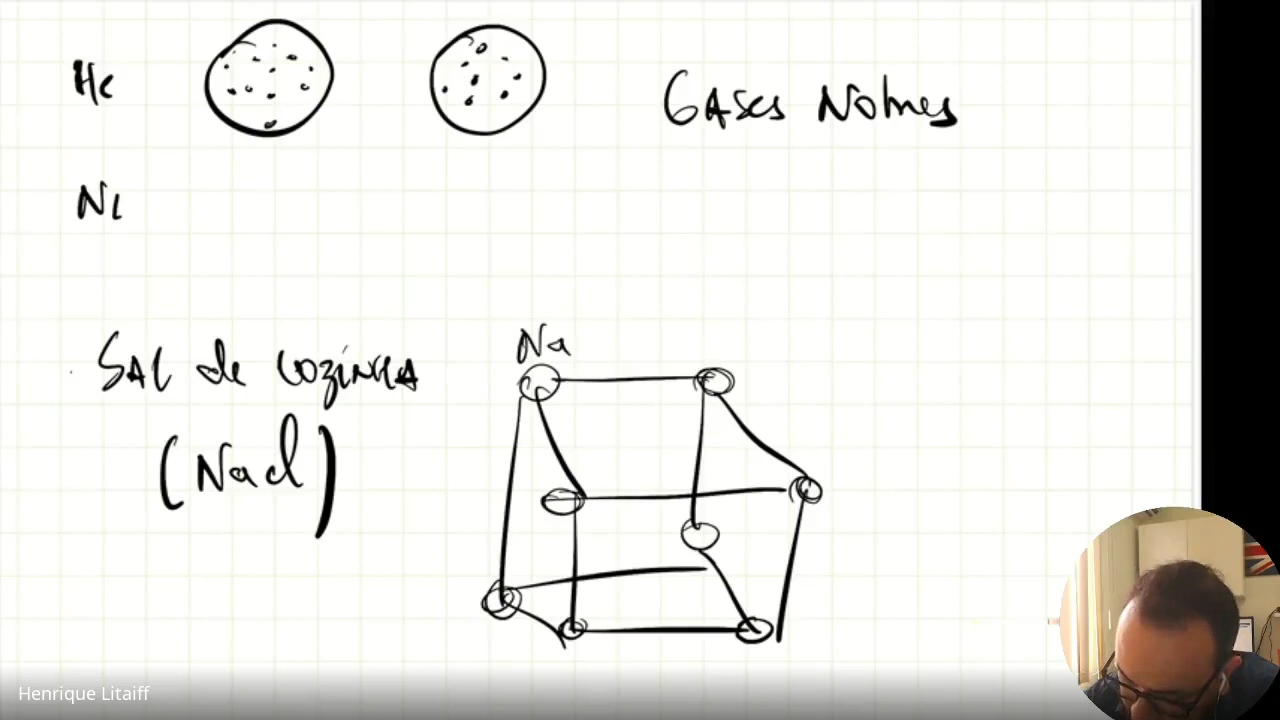 He
Gases Nobres
Ne
Na
Sal de cozinha
(NaCl)
Henrique Litaiff